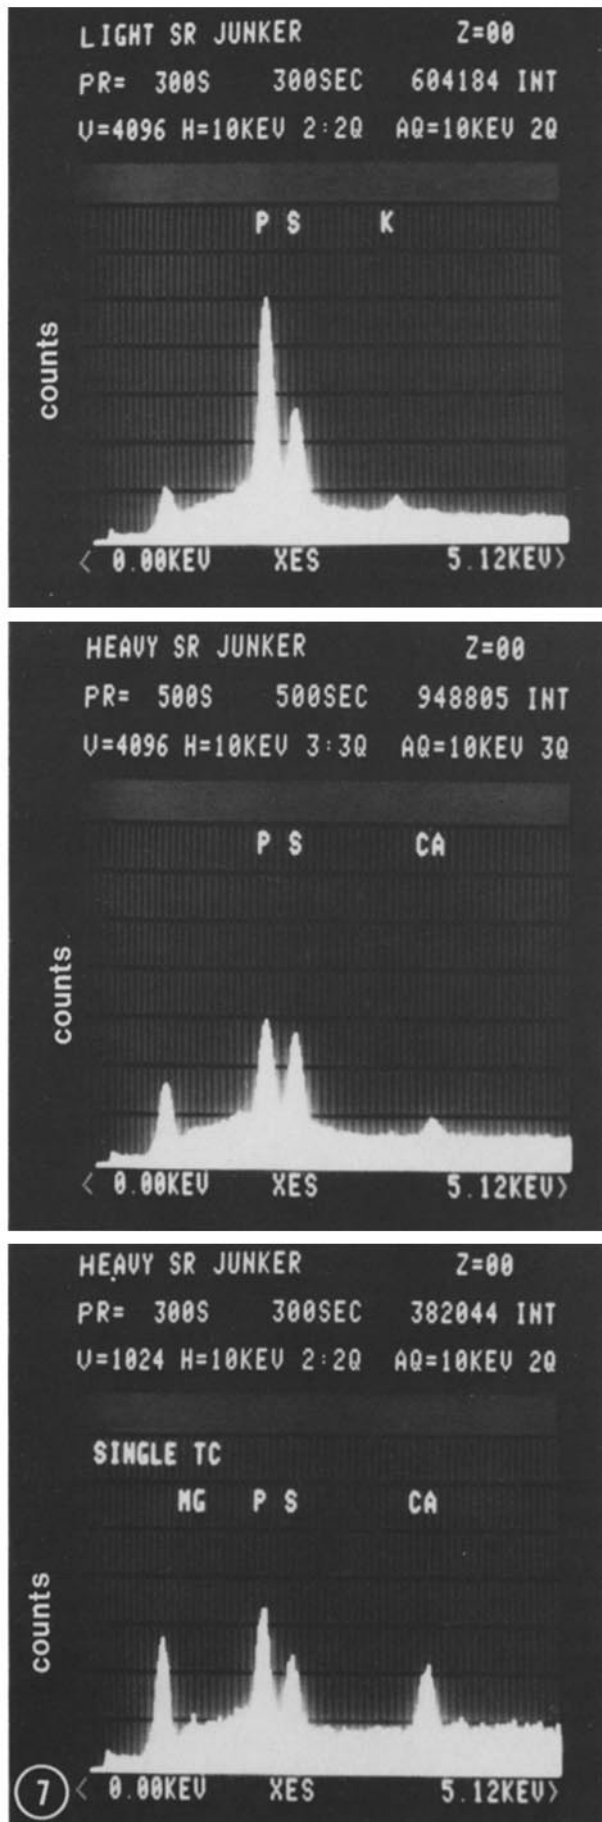 LIGHT SR JUNKER Z=00
PR= 300S 300SEC 604184 INT
V=4096 H=10KEV 2:2Q AQ=10KEV 2Q
P S K
counts
< 0.00KEV XES 5.12KEV>
HEAVY SR JUNKER Z=00
PR= 500S 500SEC 948805 INT
V=4096 H=10KEV 3:3Q AQ=10KEV 3Q
P S CA
counts
< 0.00KEV XES 5.12KEV>
HEAVY SR JUNKER Z=00
PR= 300S 300SEC 382044 INT
V=1024 H=10KEV 2:2Q AQ=10KEV 2Q
SINGLE TC
MG P S CA
counts
7 < 0.00KEV XES 5.12KEV>